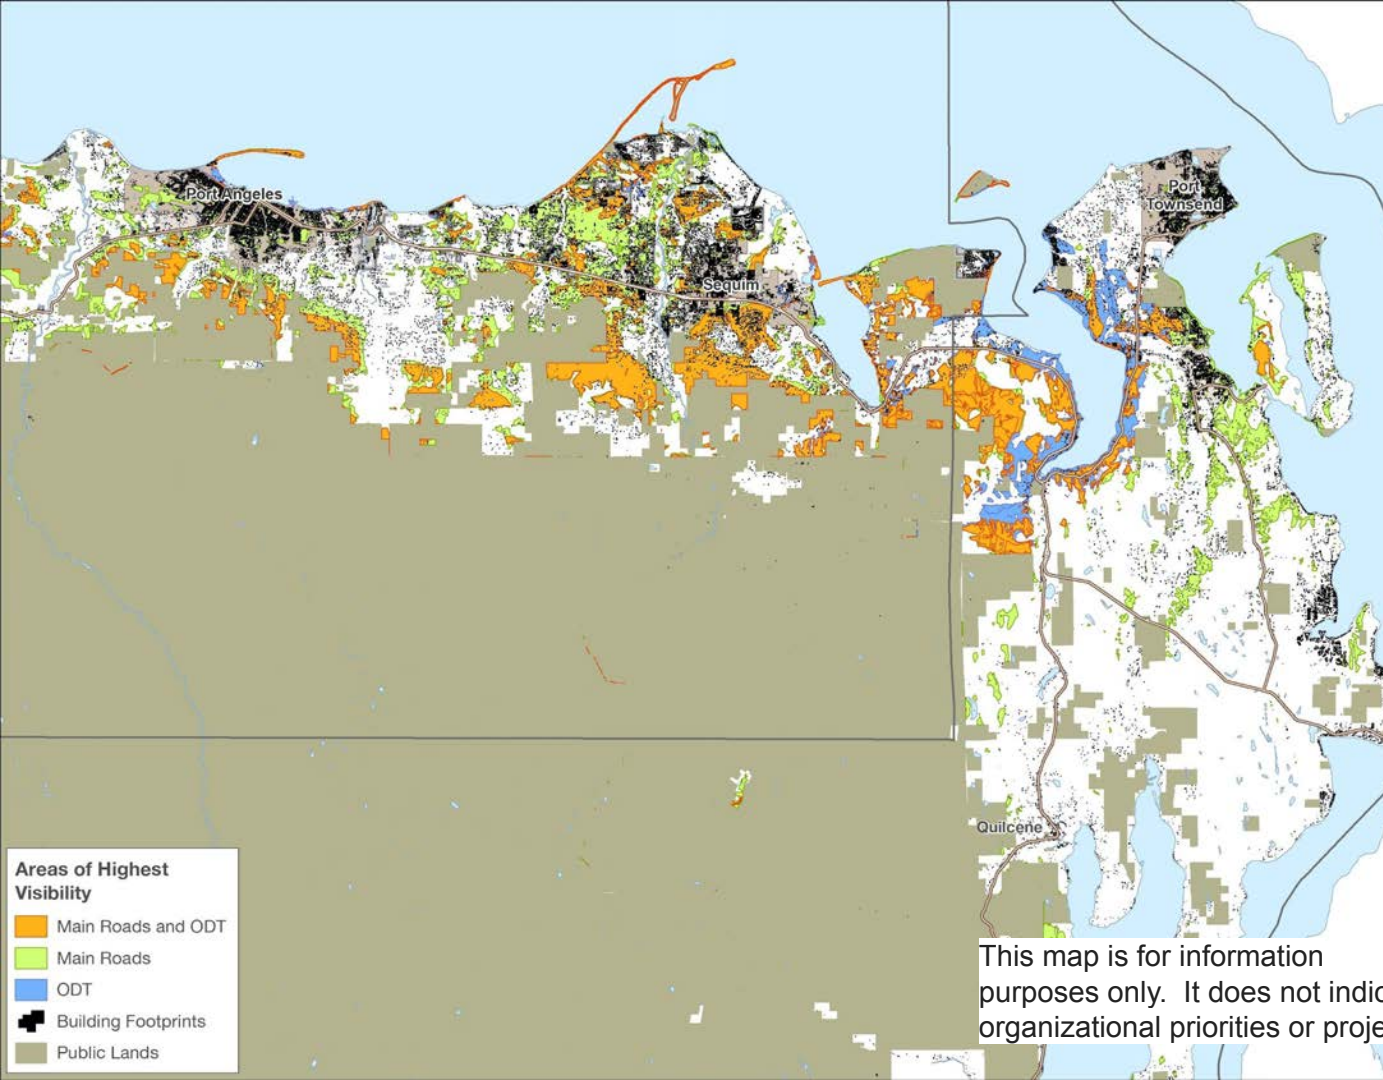 Port Angeles
Port
Townsend
Sequim
Quilcene
Areas of Highest
Visibility
Main Roads and ODT
Main Roads
ODT
Building Footprints
Public Lands
This map is for information
purposes only. It does not indic
organizational priorities or proje